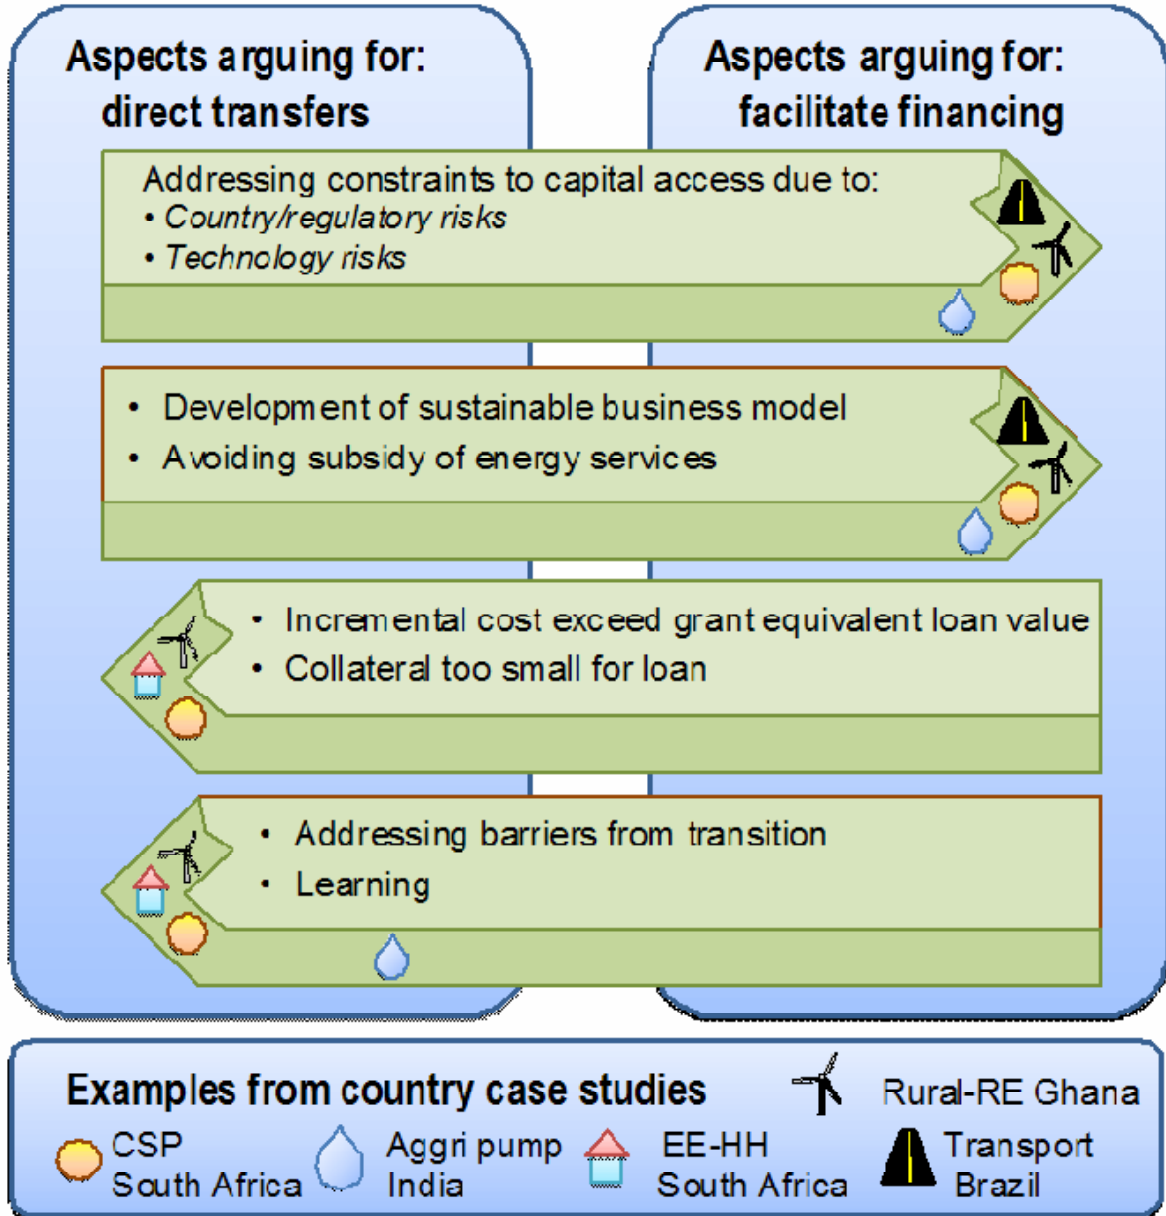 Aspects arguing for:
direct transfers
Aspects arguing for:
facilitate financing
Addressing constraints to capital access due to:
• Country/regulatory risks
• Technology risks
• Development of sustainable business model
• Avoiding subsidy of energy services
• Incremental cost exceed grant equivalent loan value
• Collateral too small for loan
• Addressing barriers from transition
• Learning
Examples from country case studies
Rural-RE Ghana
CSP
South Africa
Aggri pump
India
EE-HH
South Africa
Transport
Brazil